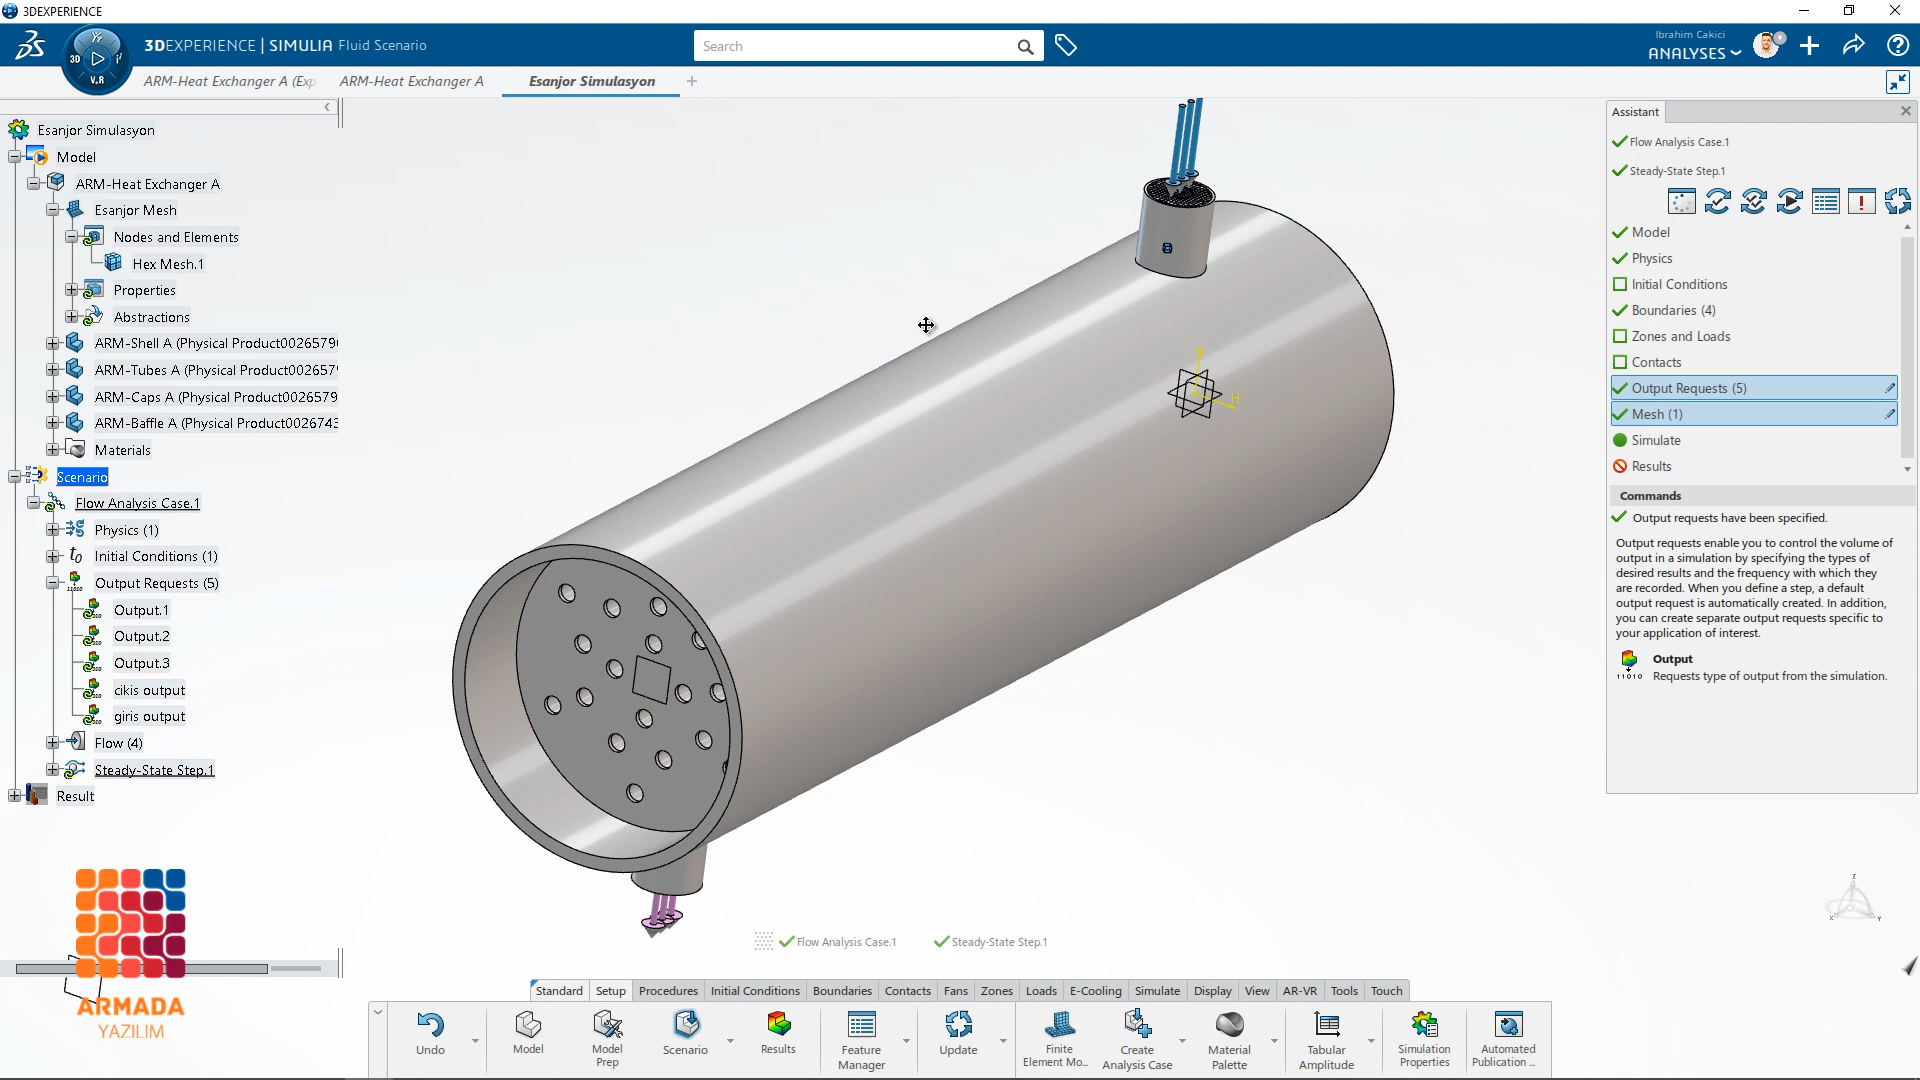 3DEXPERIENCE
3DEXPERIENCE | SIMULIA Fluid Scenario
3D
V.R
Search
Ibrahim Cakici
ANALYSES
ARM-Heat Exchanger A (Exp
ARM-Heat Exchanger A
Esanjor Simulasyon
Esanjor Simulasyon
Model
ARM-Heat Exchanger A
Esanjor Mesh
Nodes and Elements
Hex Mesh.1
Properties
Abstractions
ARM-Shell A (Physical Product0026579
ARM-Tubes A (Physical Product002657
ARM-Caps A (Physical Product0026579
ARM-Baffle A (Physical Product0026743
Materials
Scenario
Flow Analysis Case.1
Physics (1)
Initial Conditions (1)
Output Requests (5)
Output.1
Output.2
Output.3
cikis output
giris output
Flow (4)
Steady-State Step.1
Result
ARMADA
YAZILIM
H
Assistant
Flow Analysis Case.1
Steady-State Step.1
Model
Physics
Initial Conditions
Boundaries (4)
Zones and Loads
Contacts
Output Requests (5)
Mesh (1)
Simulate
Results
Commands
Output requests have been specified.
Output requests enable you to control the volume of
output in a simulation by specifying the types of
desired results and the frequency with which they
are recorded. When you define a step, a default
output request is automatically created. In addition,
you can create separate output requests specific to
your application of interest.
Output
11010 Requests type of output from the simulation.
Flow Analysis Case.1 Steady-State Step.1
Standard Setup Procedures Initial Conditions Boundaries Contacts Fans Zones Loads E-Cooling Simulate Display View AR-VR Tools Touch
Undo
Model
Model
Prep
Scenario
Results
Feature
Manager
Update
Finite
Element Mo...
Create
Analysis Case
Material
Palette
Tabular
Amplitude
Simulation
Properties
Automated
Publication ...